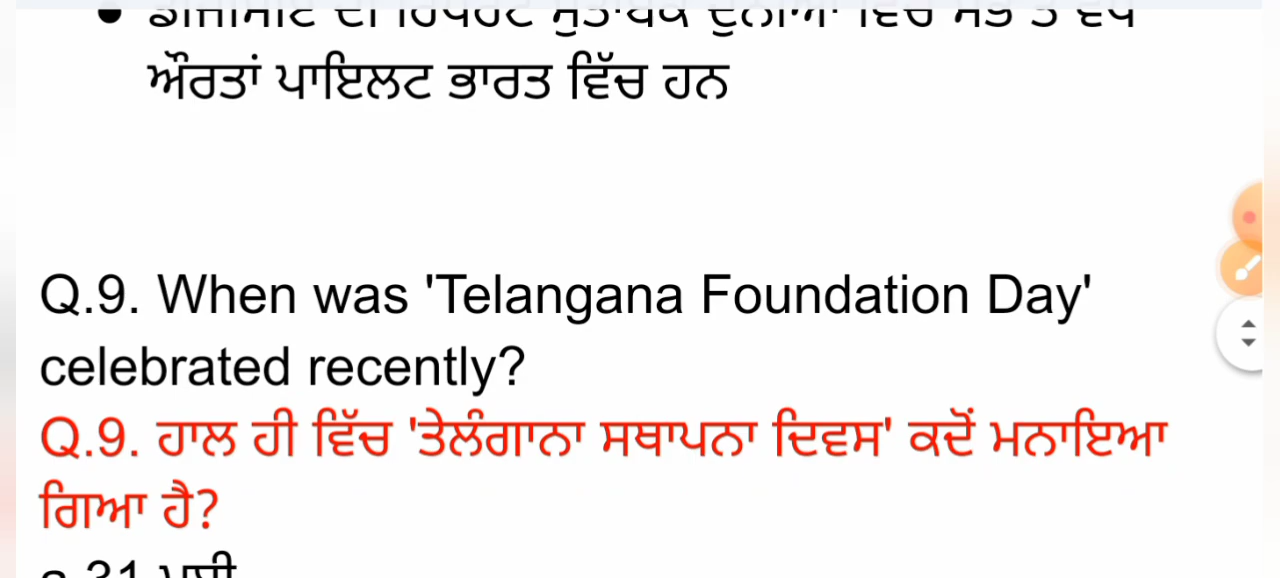 ਔਰਤਾਂ ਪਾਇਲਟ ਭਾਰਤ ਵਿੱਚ ਹਨ
Q.9. When was 'Telangana Foundation Day'
celebrated recently?
Q.9. ਹਾਲ ਹੀ ਵਿੱਚ 'ਤੇਲੰਗਾਨਾ ਸਥਾਪਨਾ ਦਿਵਸ' ਕਦੋਂ ਮਨਾਇਆ
ਗਿਆ ਹੈ?